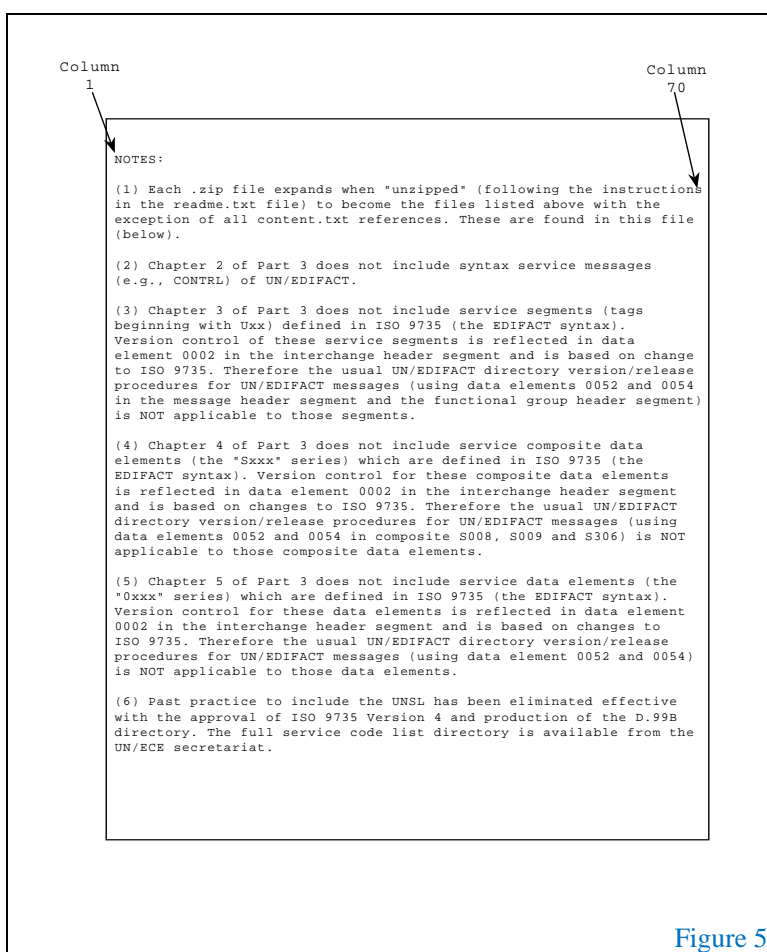 Column
1
Column
70
NOTES:
(1) Each .zip file expands when "unzipped" (following the instructions
in the readme.txt file) to become the files listed above with the
exception of all content.txt references. These are found in this file
(below).
(2) Chapter 2 of Part 3 does not include syntax service messages
(e.g., CONTRL) of UN/EDIFACT.
(3) Chapter 3 of Part 3 does not include service segments (tags
beginning with Uxx) defined in ISO 9735 (the EDIFACT syntax).
Version control of these service segments is reflected in data
element 0002 in the interchange header segment and is based on change
to ISO 9735. Therefore the usual UN/EDIFACT directory version/release
procedures for UN/EDIFACT messages (using data elements 0052 and 0054
in the message header segment and the functional group header segment)
is NOT applicable to those segments.
(4) Chapter 4 of Part 3 does not include service composite data
elements (the "Sxxx" series) which are defined in ISO 9735 (the
EDIFACT syntax). Version control for these composite data elements
is reflected in data element 0002 in the interchange header segment
and is based on changes to ISO 9735. Therefore the usual UN/EDIFACT
directory version/release procedures for UN/EDIFACT messages (using
data elements 0052 and 0054 in composite S008, S009 and S306) is NOT
applicable to those composite data elements.
(5) Chapter 5 of Part 3 does not include service data elements (the
"0xxx" series) which are defined in ISO 9735 (the EDIFACT syntax).
Version control for these data elements is reflected in data element
0002 in the interchange header segment and is based on changes to
ISO 9735. Therefore the usual UN/EDIFACT directory version/release
procedures for UN/EDIFACT messages (using data element 0052 and 0054)
is NOT applicable to those data elements.
(6) Past practice to include the UNSL has been eliminated effective
with the approval of ISO 9735 Version 4 and production of the D.99B
directory. The full service code list directory is available from the
UN/ECE secretariat.
Figure 5